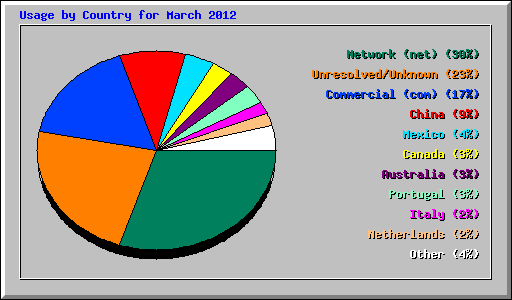 Usage by Country for March 2012
Network (net) (30%)
Unresolved/Unknown (23%)
Commercial (com) (17%)
China (9%)
Mexico (4%)
Canada (3%)
Australia (3%)
Portugal (3%)
Italy (2%)
Netherlands (2%)
Other (4%)